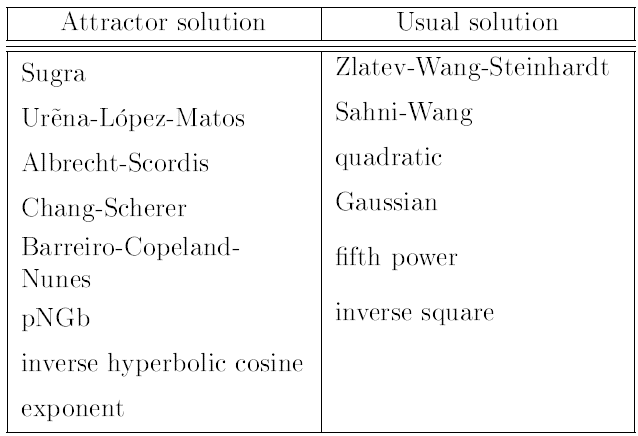 Attractor solution
Usual solution
Sugra
Urẽna-López-Matos
Albrecht-Scordis
Chang-Scherer
Barreiro-Copeland-
Nunes
pNGb
inverse hyperbolic cosine
exponent
Zlatev-Wang-Steinhardt
Sahni-Wang
quadratic
Gaussian
fifth power
inverse square